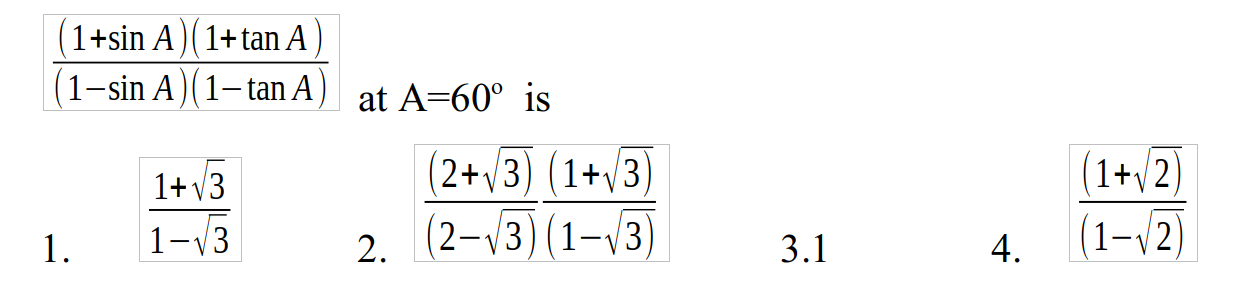 (1+sin A)(1+tan A)
(1−sin A)(1−tan A) at A=60° is
1. 1+√3 / 1−√3 2. (2+√3) (1+√3) / (2−√3) (1−√3) 3.1 4. (1+√2) / (1−√2)